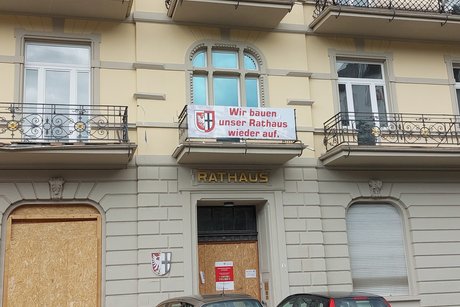 Wir bauen
unser Rathaus
wieder auf.
RATHAUS